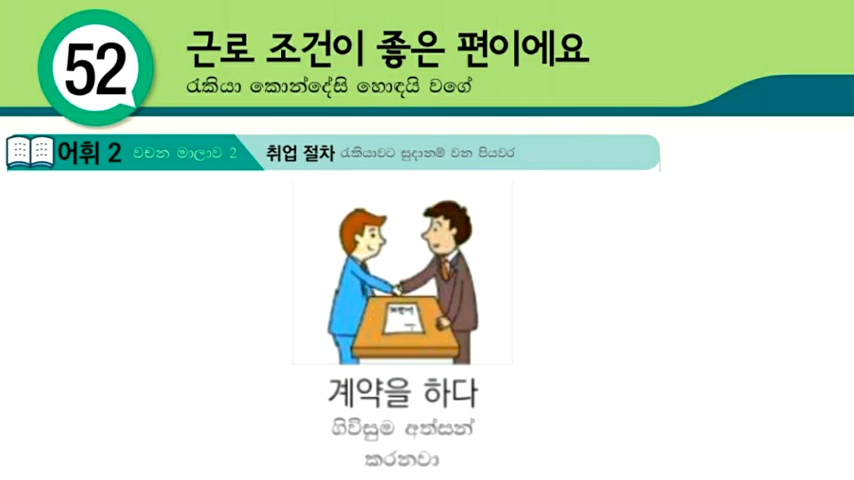 52
근로 조건이 좋은 편이에요
රැකියා කොන්දේසි හොඳයි වගේ
어휘 2 වචන මාලාව 2 취업 절차 රැකියාවට සුදානම් වන පියවර
계약을 하다
ගිවිසුම අත්සන්
කරනවා